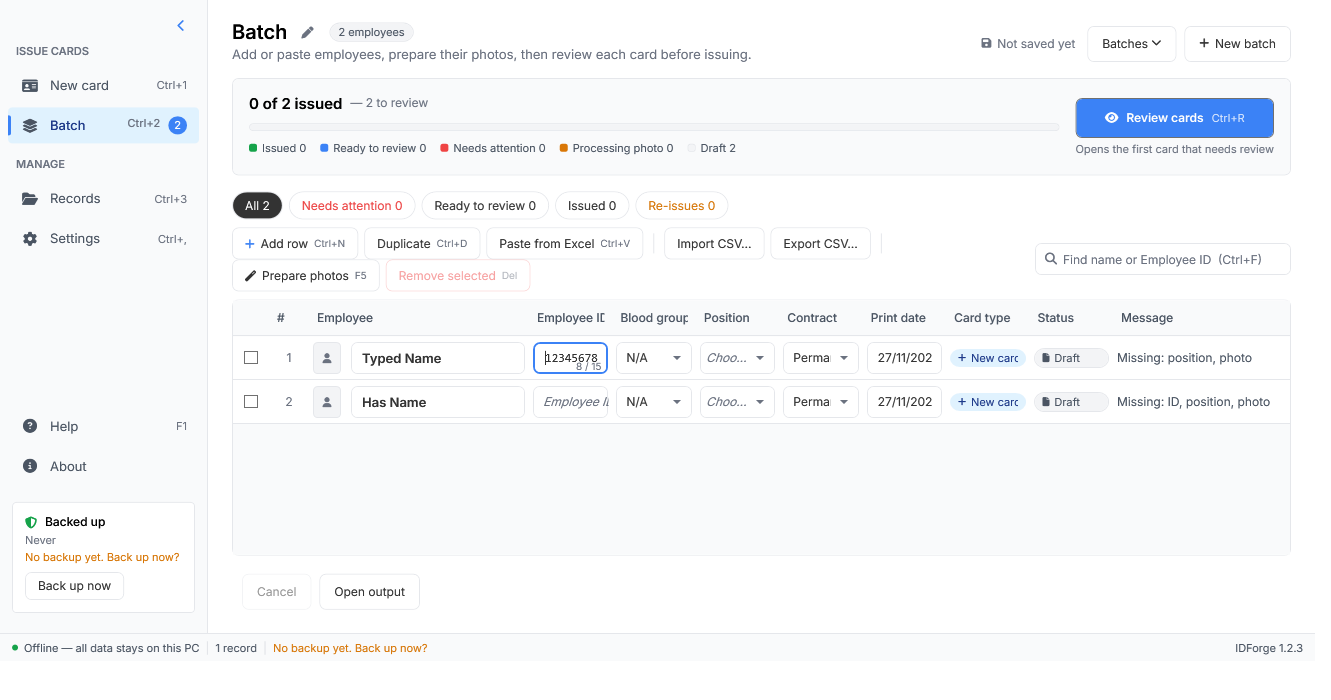 ISSUE CARDS
New card Ctrl+1
Batch Ctrl+2 2
MANAGE
Records Ctrl+3
Settings Ctrl+,
Help F1
About
Backed up
Never
No backup yet. Back up now?
Back up now
Batch 2 employees
Add or paste employees, prepare their photos, then review each card before issuing.
Not saved yet Batches + New batch
0 of 2 issued — 2 to review
Review cards Ctrl+R
Issued 0 Ready to review 0 Needs attention 0 Processing photo 0 Draft 2
Opens the first card that needs review
All 2 Needs attention 0 Ready to review 0 Issued 0 Re-issues 0
+ Add row Ctrl+N Duplicate Ctrl+D Paste from Excel Ctrl+V Import CSV... Export CSV...
Prepare photos F5 Remove selected Del
Find name or Employee ID (Ctrl+F)
# Employee Employee ID Blood group Position Contract Print date Card type Status Message
1 Typed Name 12345678 N/A Choo... Perma 27/11/202 + New card Draft Missing: position, photo
8 / 15
2 Has Name Employee ID N/A Choo... Perma 27/11/202 + New card Draft Missing: ID, position, photo
Cancel Open output
Offline — all data stays on this PC 1 record No backup yet. Back up now? IDForge 1.2.3